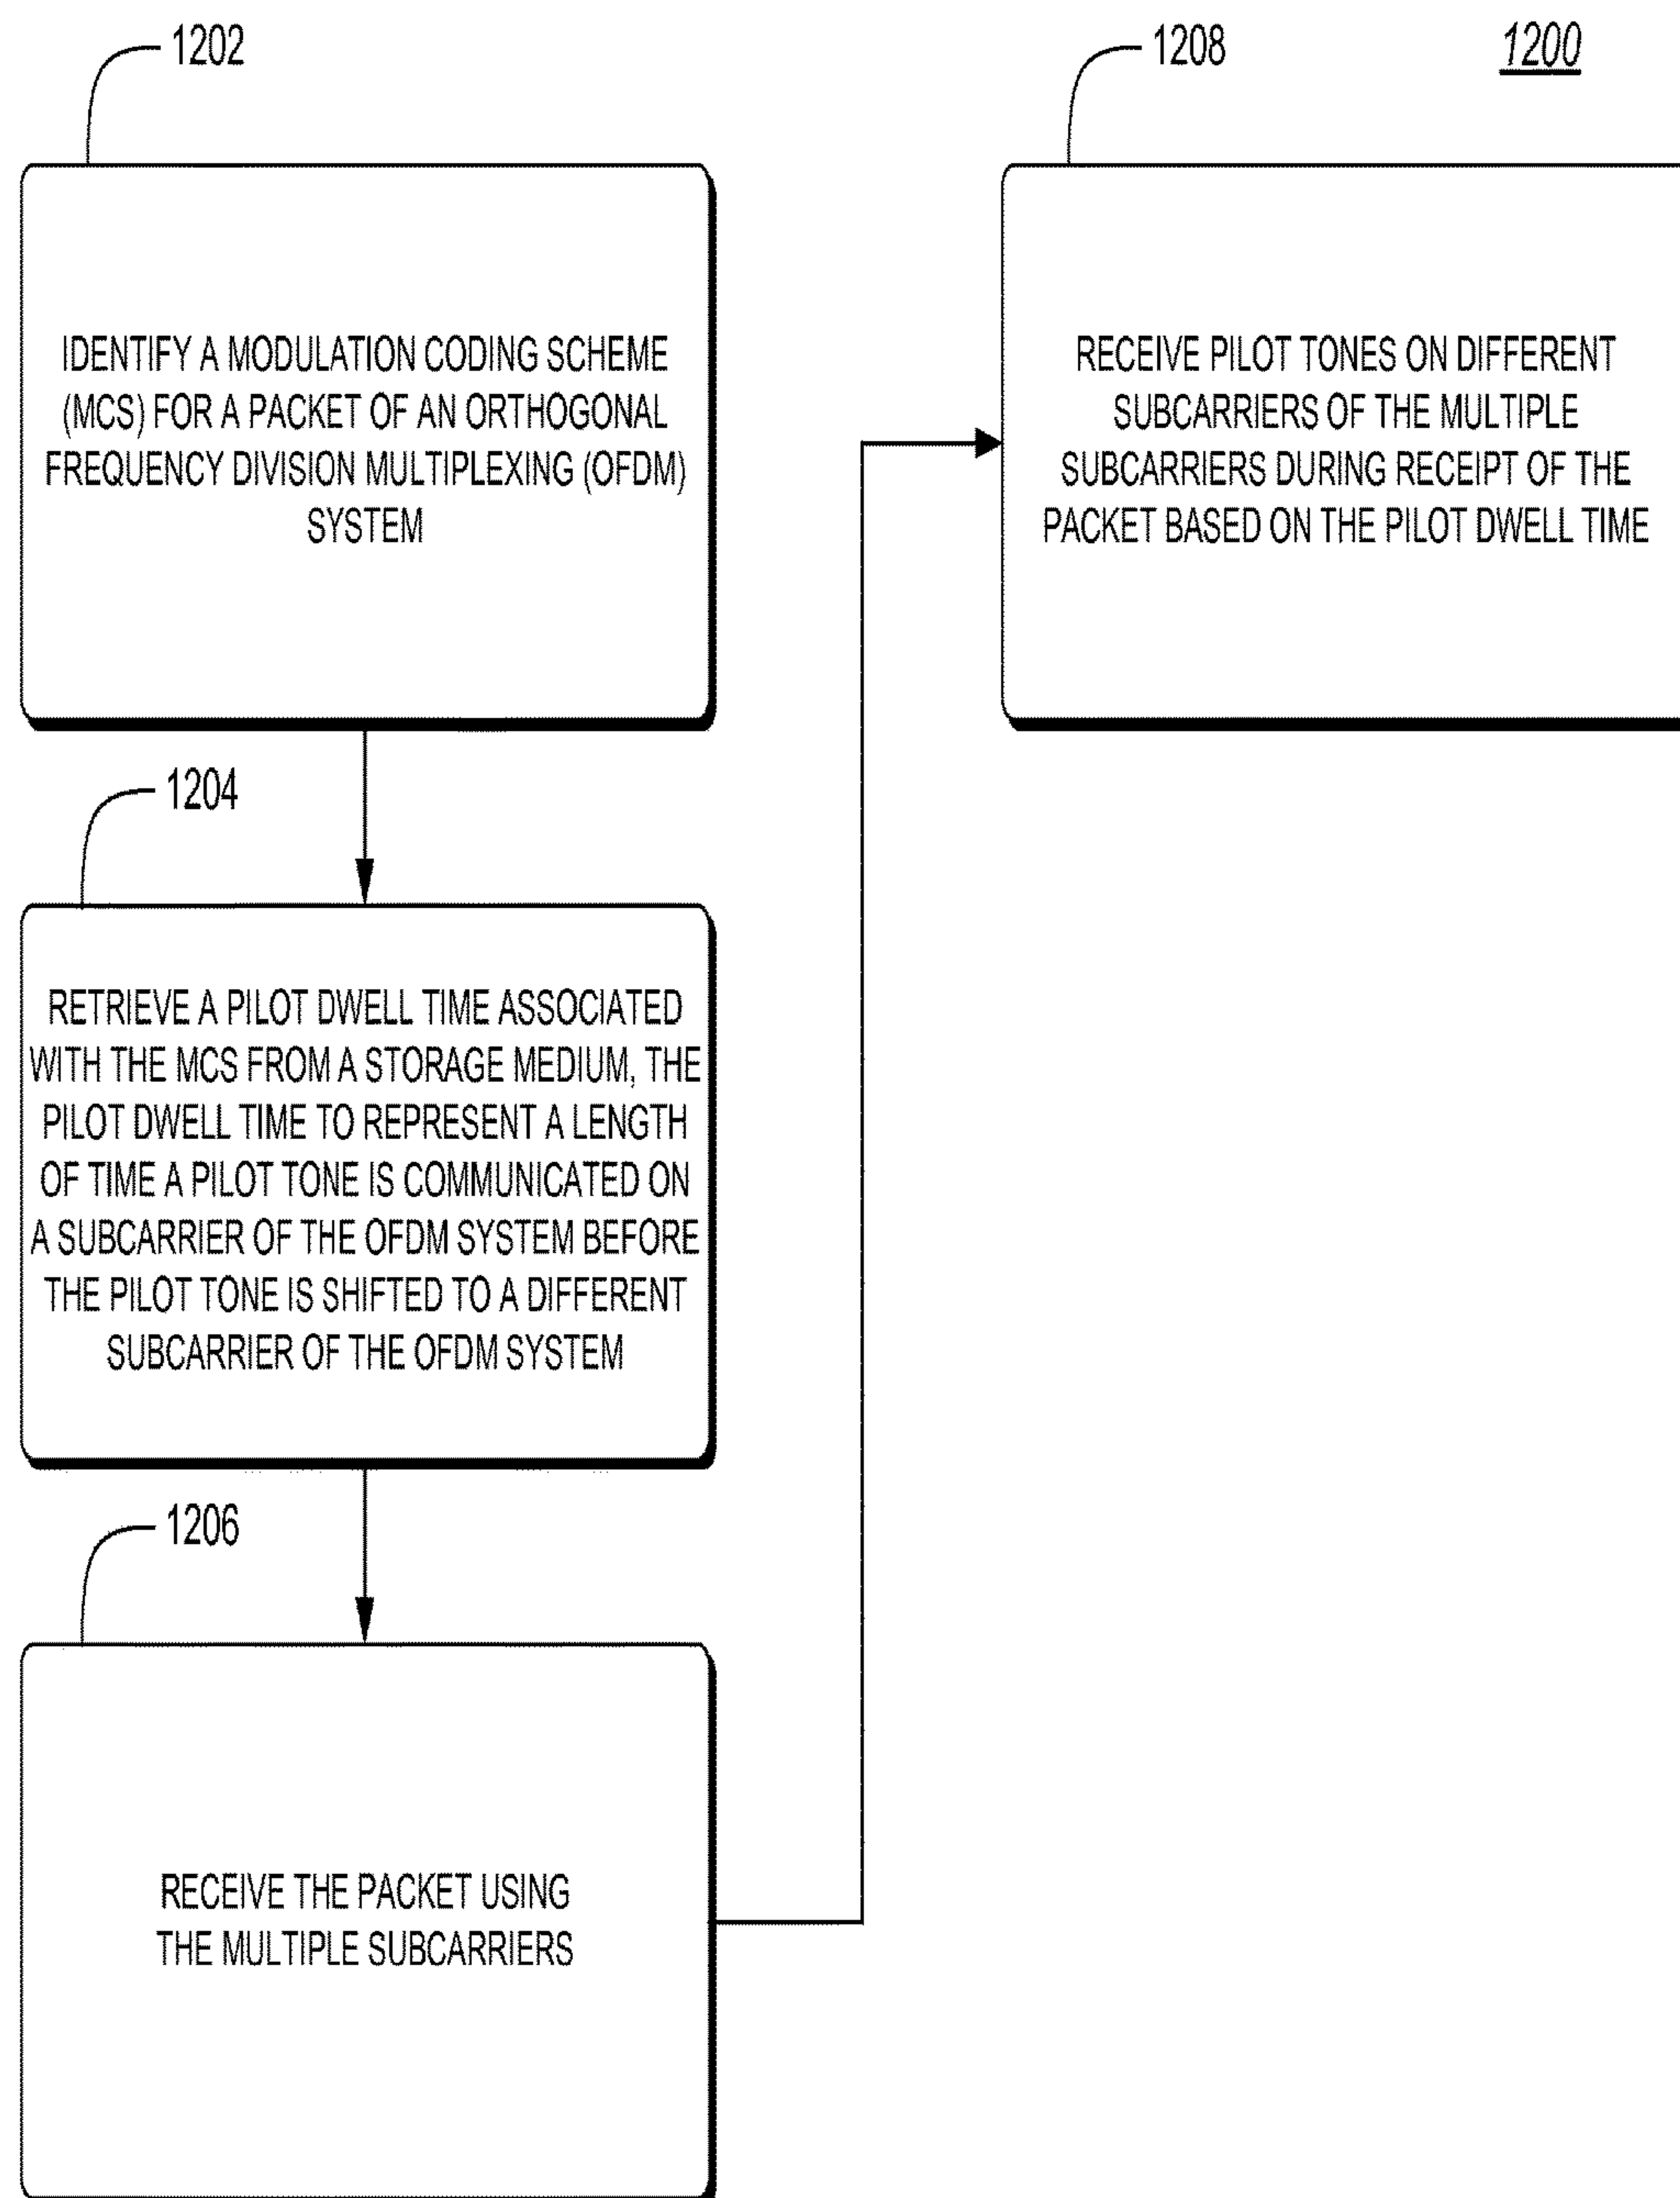 1200
1202
IDENTIFY A MODULATION CODING SCHEME
(MCS) FOR A PACKET OF AN ORTHOGONAL
FREQUENCY DIVISION MULTIPLEXING (OFDM)
SYSTEM
1204
RETRIEVE A PILOT DWELL TIME ASSOCIATED
WITH THE MCS FROM A STORAGE MEDIUM, THE
PILOT DWELL TIME TO REPRESENT A LENGTH
OF TIME A PILOT TONE IS COMMUNICATED ON
A SUBCARRIER OF THE OFDM SYSTEM BEFORE
THE PILOT TONE IS SHIFTED TO A DIFFERENT
SUBCARRIER OF THE OFDM SYSTEM
1206
RECEIVE THE PACKET USING
THE MULTIPLE SUBCARRIERS
1208
RECEIVE PILOT TONES ON DIFFERENT
SUBCARRIERS OF THE MULTIPLE
SUBCARRIERS DURING RECEIPT OF THE
PACKET BASED ON THE PILOT DWELL TIME